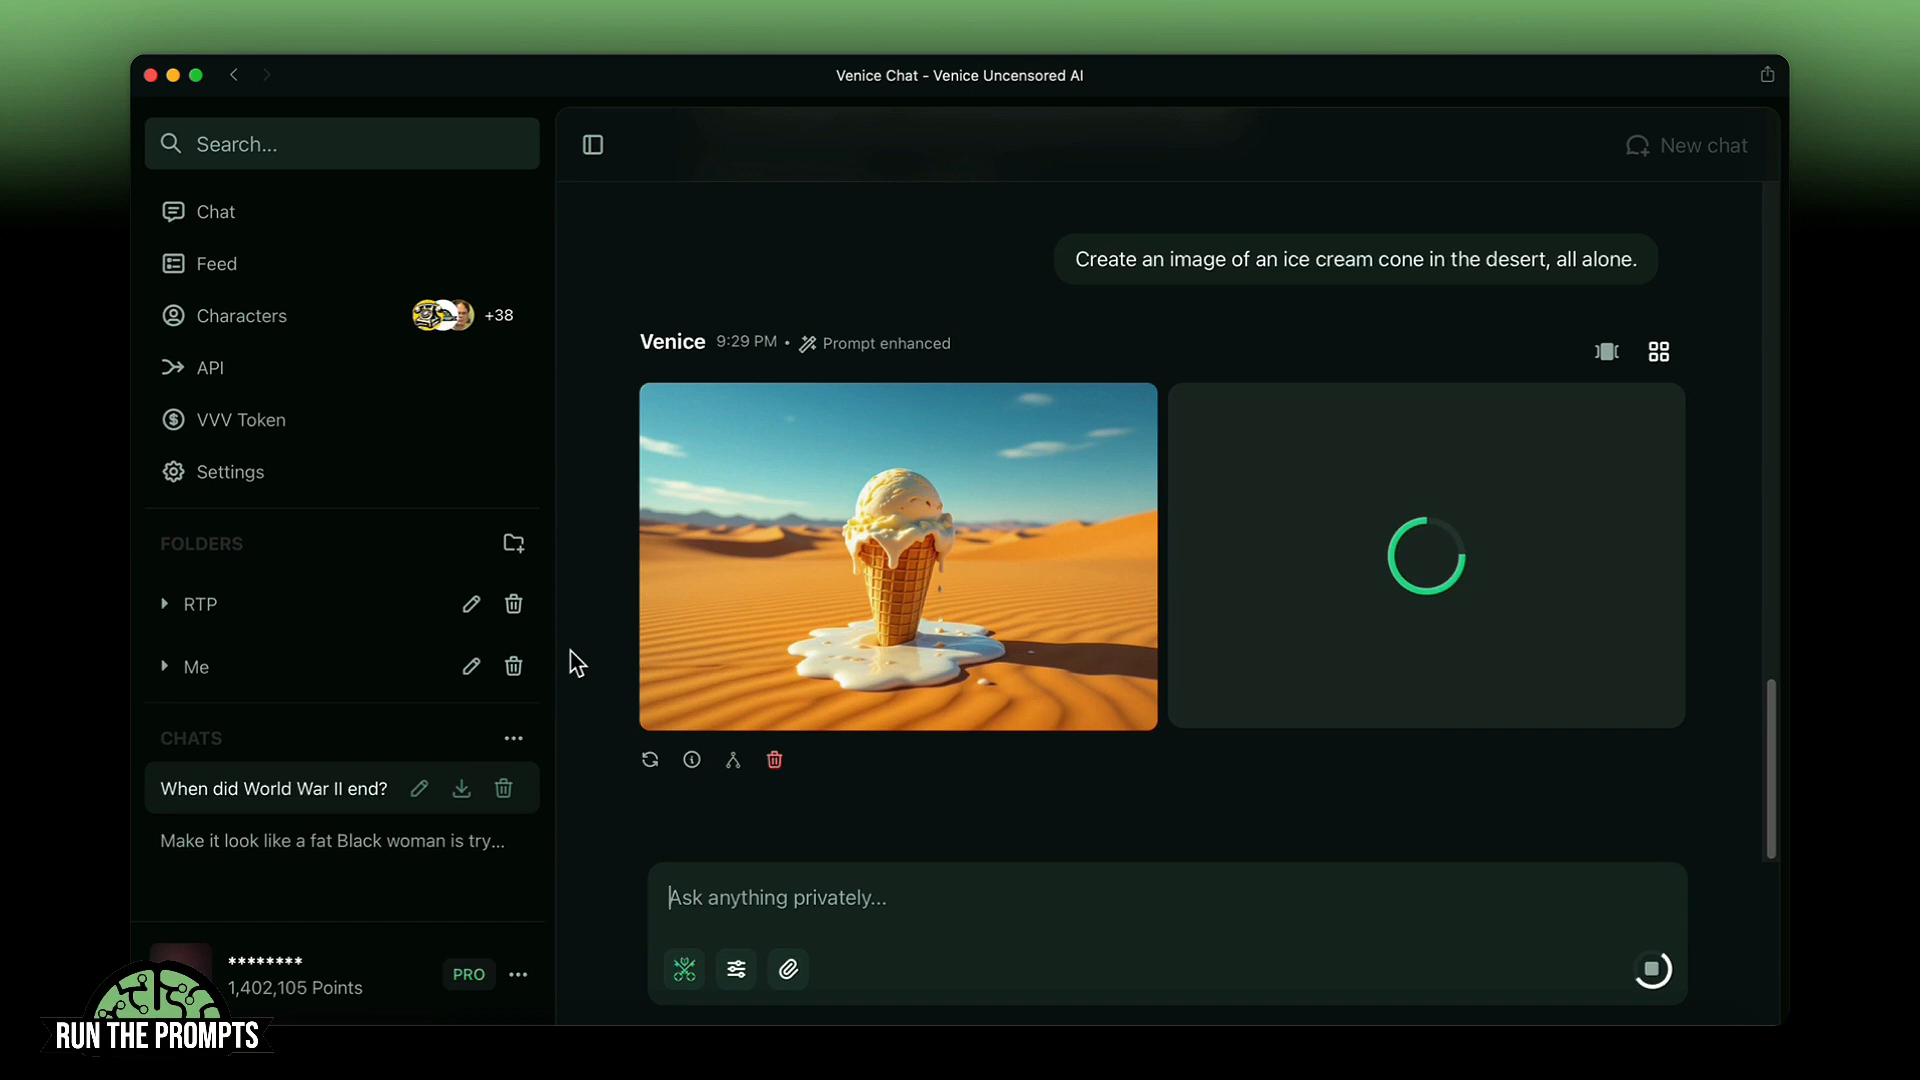 Venice Chat - Venice Uncensored AI
Search...
New chat
Chat
Feed
Characters
+38
API
VVV Token
Settings
FOLDERS
RTP
Me
CHATS
When did World War II end?
Make it look like a fat Black woman is try...
********
1,402,105 Points
PRO
Create an image of an ice cream cone in the desert, all alone.
Venice 9:29 PM • Prompt enhanced
Ask anything privately...
RUN THE PROMPTS